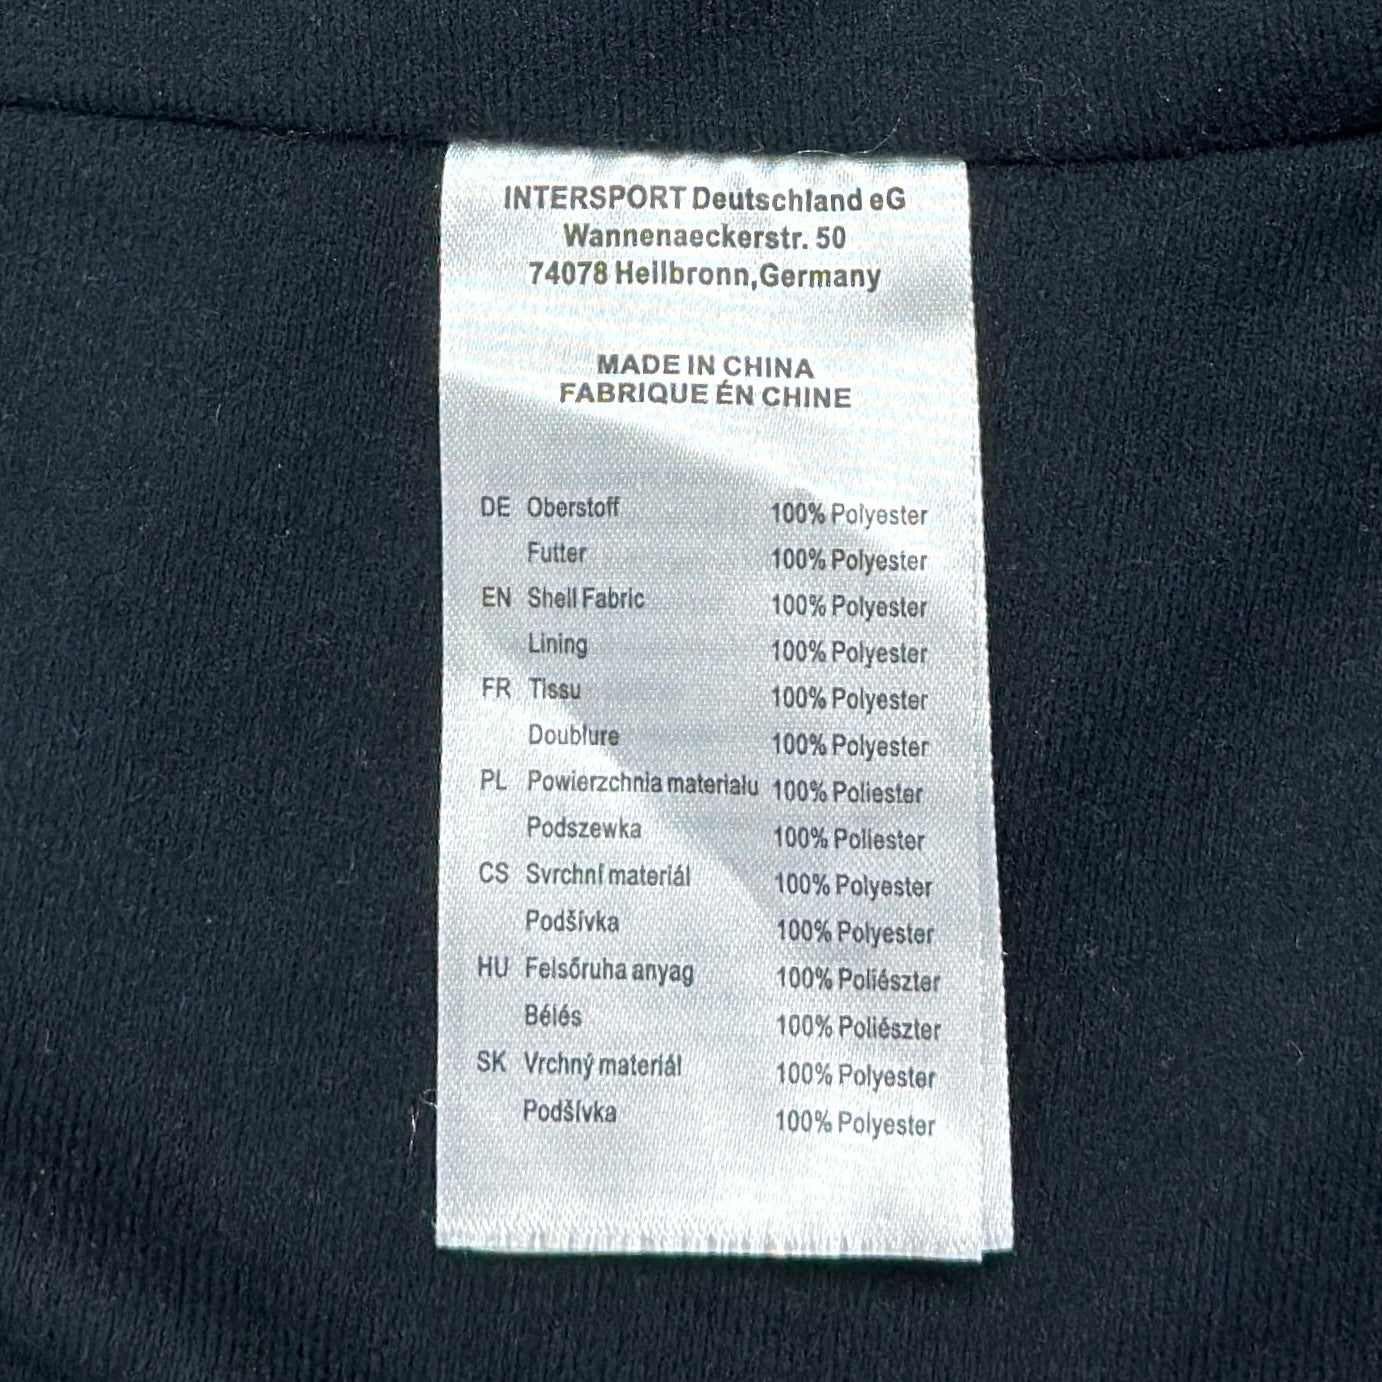 INTERSPORT Deutschland eG
Wannenaeckerstr. 50
74078 Heilbronn,Germany
MADE IN CHINA
FABRIQUE ÉN CHINE
DE Oberstoff 100% Polyester
Futter 100% Polyester
EN Shell Fabric 100% Polyester
Lining 100% Polyester
FR Tissu 100% Polyester
Doublure 100% Polyester
PL Powierzchnia materialu 100% Poliester
Podszewka 100% Poliester
CS Svrchní materiál 100% Polyester
Podšívka 100% Polyester
HU Felsőruha anyag 100% Poliészter
Bélés 100% Poliészter
SK Vrchný materiál 100% Polyester
Podšívka 100% Polyester